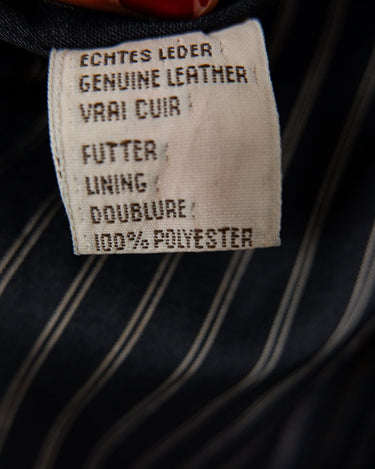 ECHTES LEDER
GENUINE LEATHER
VRAI CUIR :
FUTTER :
LINING :
DOUBLURE:
100% POLYESTER